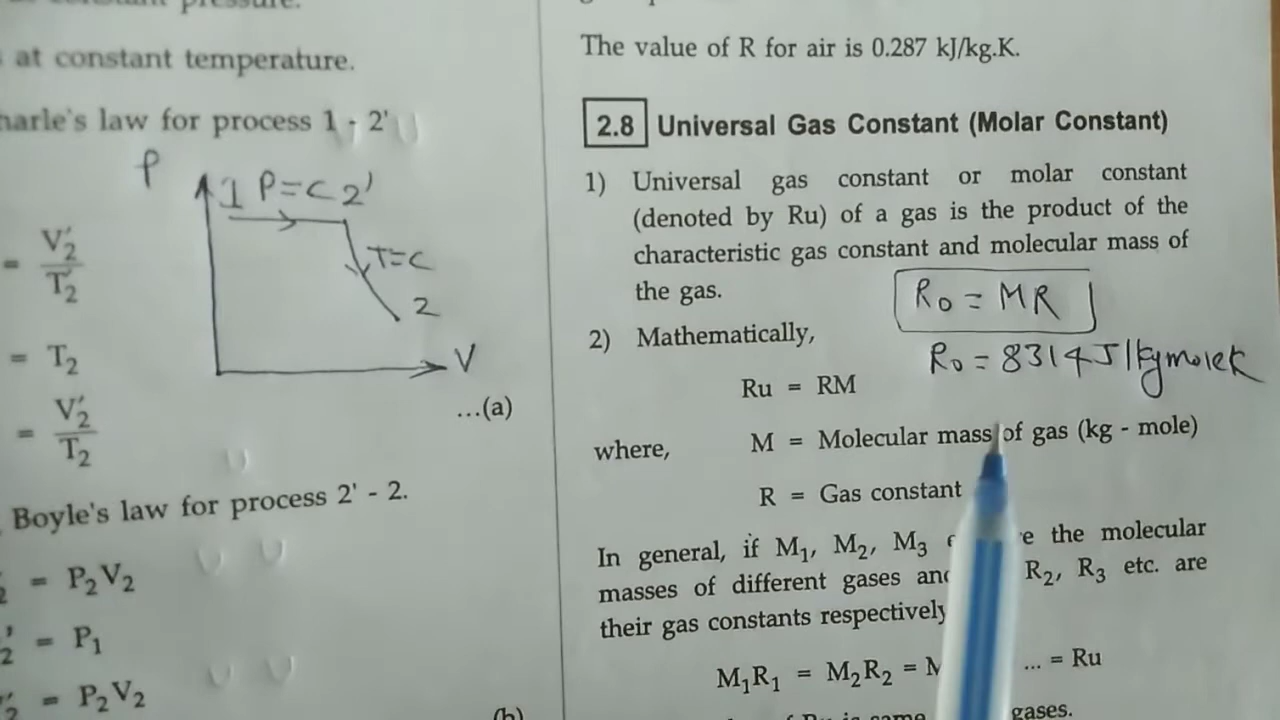 at constant temperature.
law for process 1 - 2'
P
1 P=C 2'
T=C
2
V
= V₂′
T₂′
= T₂
...(a)
= V₂′
T₂
Boyle's law for process 2' - 2.
= P₂V₂
= P₁
= P₂V₂
(b)
The value of R for air is 0.287 kJ/kg.K.
2.8 Universal Gas Constant (Molar Constant)
1) Universal gas constant or molar constant
(denoted by Ru) of a gas is the product of the
characteristic gas constant and molecular mass of
the gas.
R₀ = MR
2) Mathematically,
R₀ = 8314 J/kgmolek
Ru = RM
where, M = Molecular mass of gas (kg - mole)
R = Gas constant
In general, if M₁, M₂, M₃ the molecular
masses of different gases R₂, R₃ etc. are
their gas constants respectively
M₁R₁ = M₂R₂ = ... = Ru
gases.